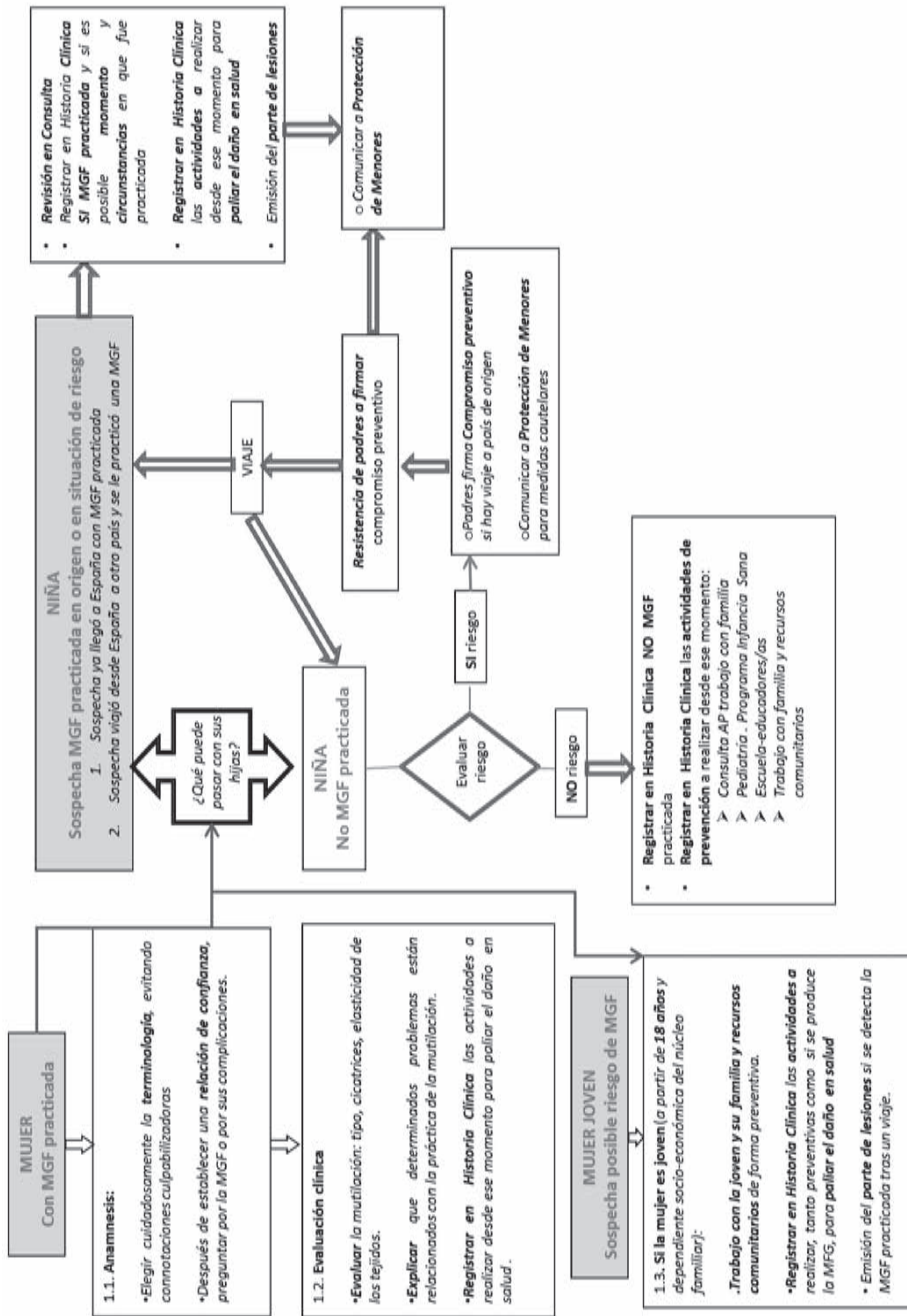 MUJER
Con MGF practicada
1.1. Anamnesis:
•Elegir cuidadosamente la terminología, evitando
connotaciones culpabilizadoras
•Después de establecer una relación de confianza,
preguntar por la MGF o por sus complicaciones.
1.2. Evaluación clínica
•Evaluar la mutilación: tipo, cicatrices, elasticidad de
los tejidos.
•Explicar que determinados problemas están
relacionados con la práctica de la mutilación.
•Registrar en Historia Clínica las actividades a
realizar desde ese momento para paliar el daño en
salud .
MUJER JOVEN
Sospecha posible riesgo de MGF
1.3. Si la mujer es joven(a partir de 18 años y
dependiente socio-económica del núcleo
familiar):
.Trabajo con la joven y su familia y recursos
comunitarios de forma preventiva.
•Registrar en Historia Clínica las actividades a
realizar, tanto preventivas como si se produce
la MFG, para paliar el daño en salud
• Emisión del parte de lesiones si se detecta la
MGF practicada tras un viaje.
NIÑA
Sospecha MGF practicada en origen o en situación de riesgo
1. Sospecha ya llegó a España con MGF practicada
2. Sospecha viajó desde España a otro país y se le practicó una MGF
¿Qué puede
pasar con sus
hijas?
NIÑA
No MGF practicada
VIAJE
Evaluar
riesgo
SI riesgo
NO riesgo
Resistencia de padres a firmar
compromiso preventivo
oPadres firma Compromiso preventivo
si hay viaje a país de origen
oComunicar a Protección de Menores
para medidas cautelares
• Registrar en Historia Clínica NO MGF
practicada
• Registrar en Historia Clínica las actividades de
prevención a realizar desde ese momento:
➢ Consulta AP trabajo con familia
➢ Pediatría . Programa Infancia Sana
➢ Escuela-educadores/as
➢ Trabajo con familia y recursos
comunitarios
• Revisión en Consulta
• Registrar en Historia Clínica
SI MGF practicada y si es
posible momento y
circunstancias en que fue
practicada
• Registrar en Historia Clínica
las actividades a realizar
desde ese momento para
paliar el daño en salud
• Emisión del parte de lesiones
o Comunicar a Protección
de Menores